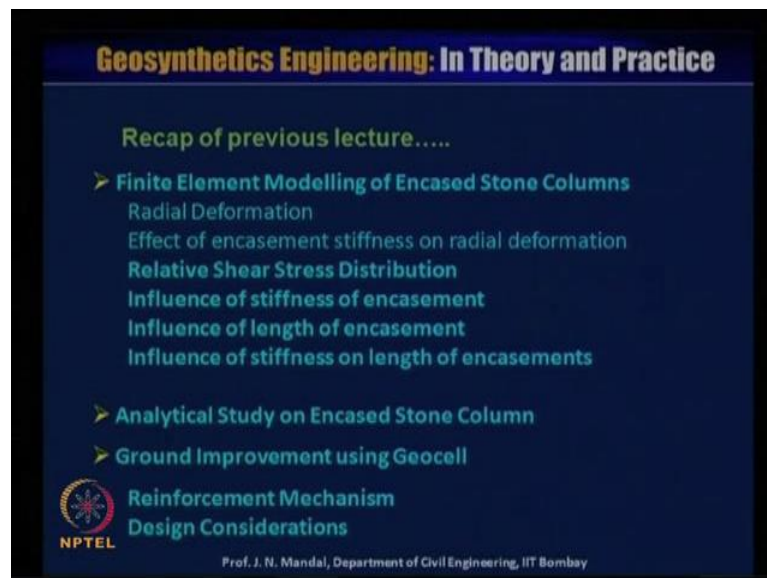 Geosynthetics Engineering: In Theory and Practice
Recap of previous lecture.....
➢ Finite Element Modelling of Encased Stone Columns
Radial Deformation
Effect of encasement stiffness on radial deformation
Relative Shear Stress Distribution
Influence of stiffness of encasement
Influence of length of encasement
Influence of stiffness on length of encasements
➢ Analytical Study on Encased Stone Column
➢ Ground Improvement using Geocell
Reinforcement Mechanism
Design Considerations
NPTEL
Prof. J. N. Mandal, Department of Civil Engineering, IIT Bombay